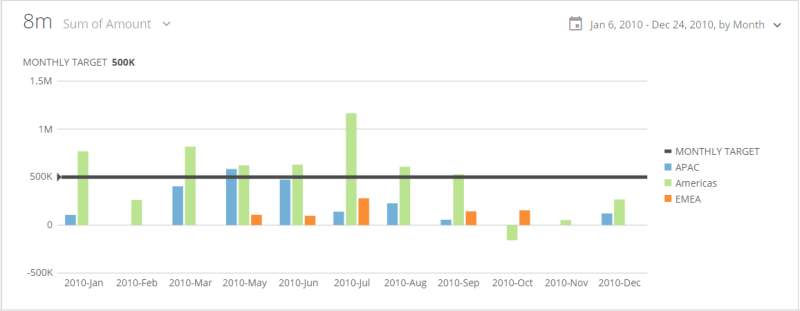 8m Sum of Amount
Jan 6, 2010 - Dec 24, 2010, by Month
MONTHLY TARGET 500K
1.5M
1M
500K
0
-500K
2010-Jan 2010-Feb 2010-Mar 2010-May 2010-Jun 2010-Jul 2010-Aug 2010-Sep 2010-Oct 2010-Nov 2010-Dec
MONTHLY TARGET
APAC
Americas
EMEA